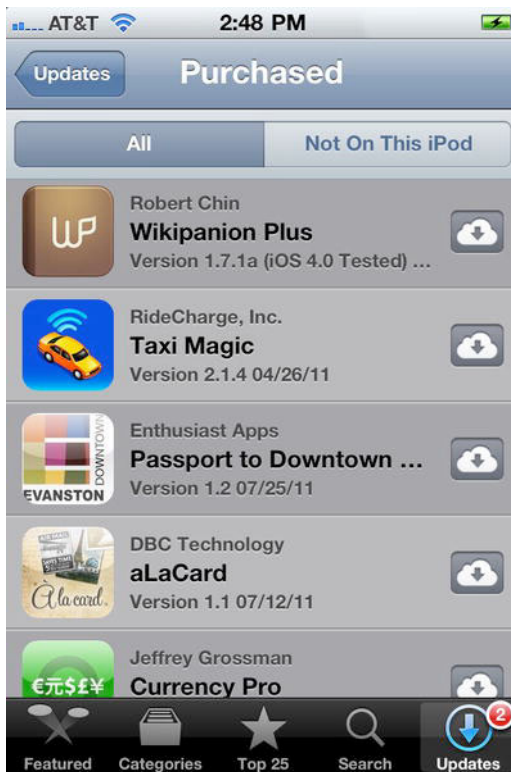 AT&T 2:48 PM
Updates Purchased
All Not On This iPod
Robert Chin
Wikipanion Plus
Version 1.7.1a (iOS 4.0 Tested) ...
WP
RideCharge, Inc.
Taxi Magic
Version 2.1.4 04/26/11
Enthusiast Apps
Passport to Downtown ...
Version 1.2 07/25/11
DOWNTOWN
EVANSTON
DBC Technology
aLaCard
Version 1.1 07/12/11
À la card.
Jeffrey Grossman
Currency Pro
€元$£¥
2
Featured Categories Top 25 Search Updates